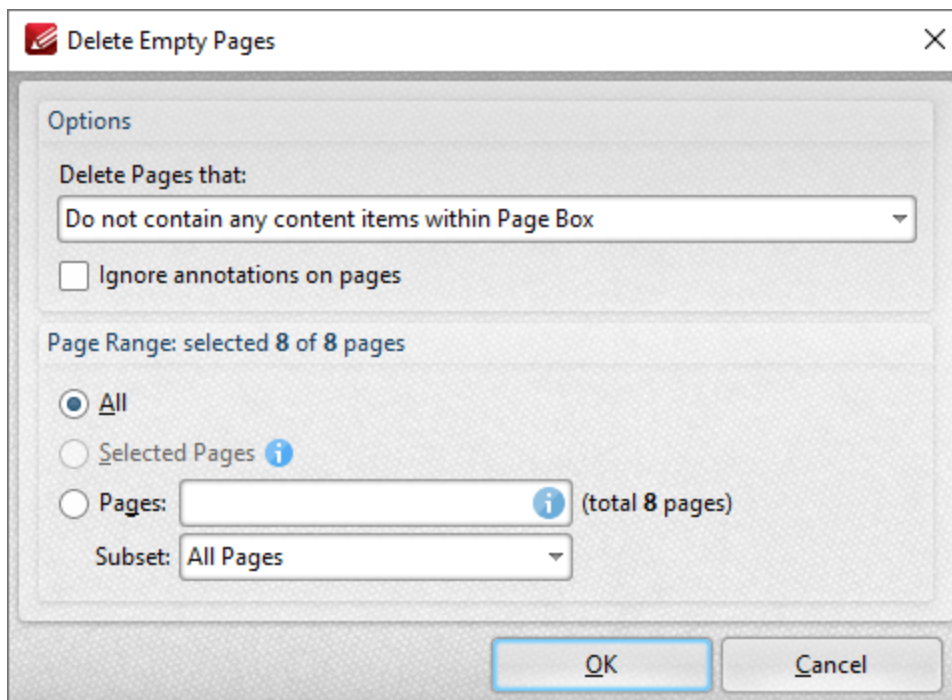 Delete Empty Pages
Options
Delete Pages that:
Do not contain any content items within Page Box
Ignore annotations on pages
Page Range: selected 8 of 8 pages
All
Selected Pages
Pages: (total 8 pages)
Subset: All Pages
OK Cancel